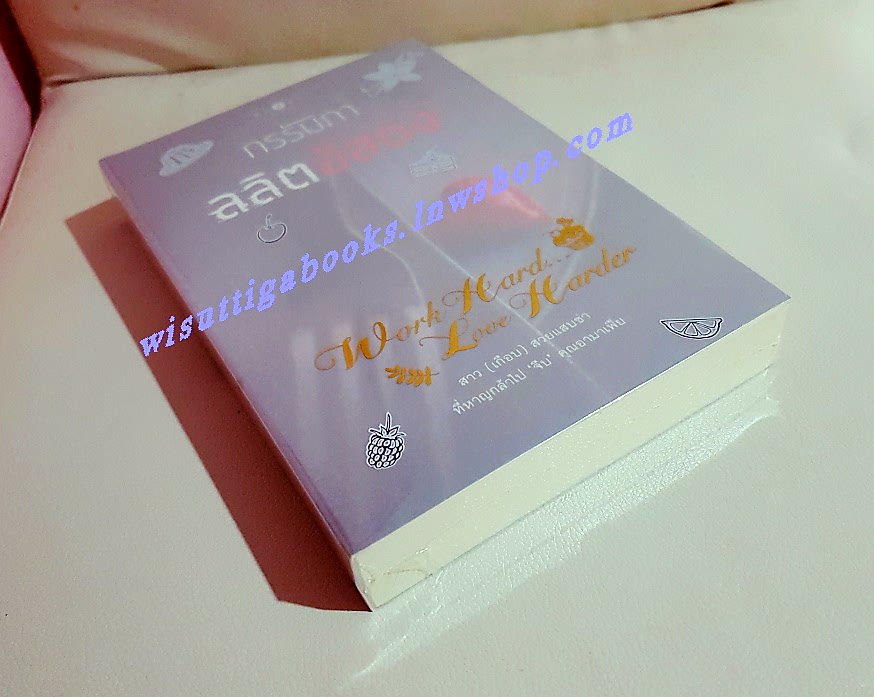 กรรัมภา
ลลิต
wisuttigabooks.lnwshop.com
Work Hard...
Love Harder
สาว (เกือบ) สวยแสนซ่า
ที่หาญกล้าไป 'จีบ' คุณอามาเฟีย